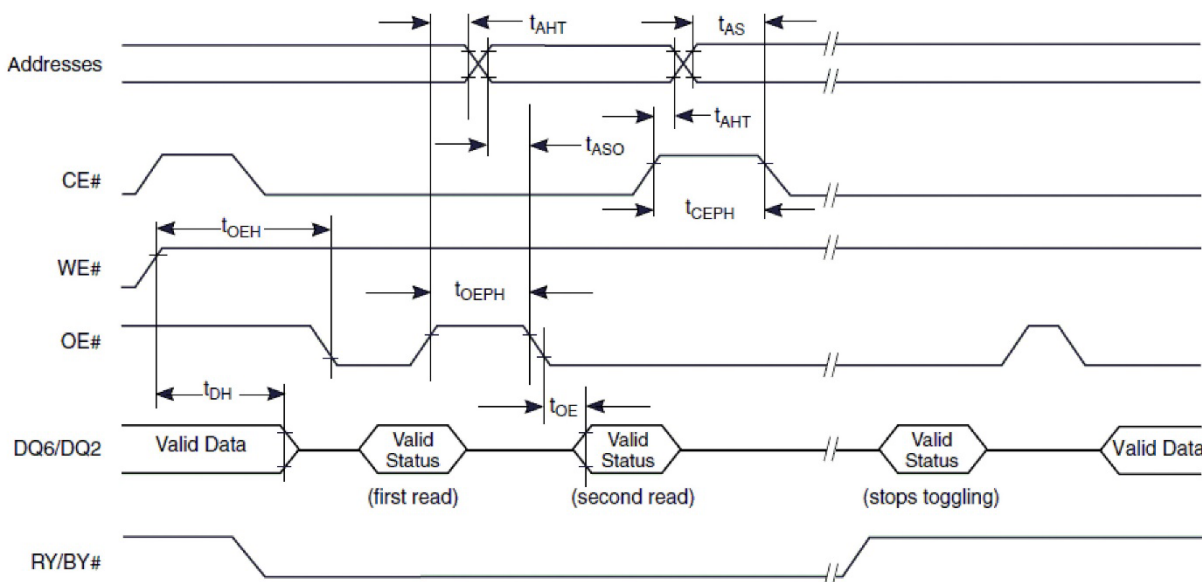 tAHT
tAS
Addresses
tAHT
tASO
CE#
tCEPH
tOEH
WE#
tOEPH
OE#
tDH
tOE
DQ6/DQ2
Valid Data
Valid
Status
Valid
Status
Valid
Status
Valid Data
(first read)
(second read)
(stops toggling)
RY/BY#